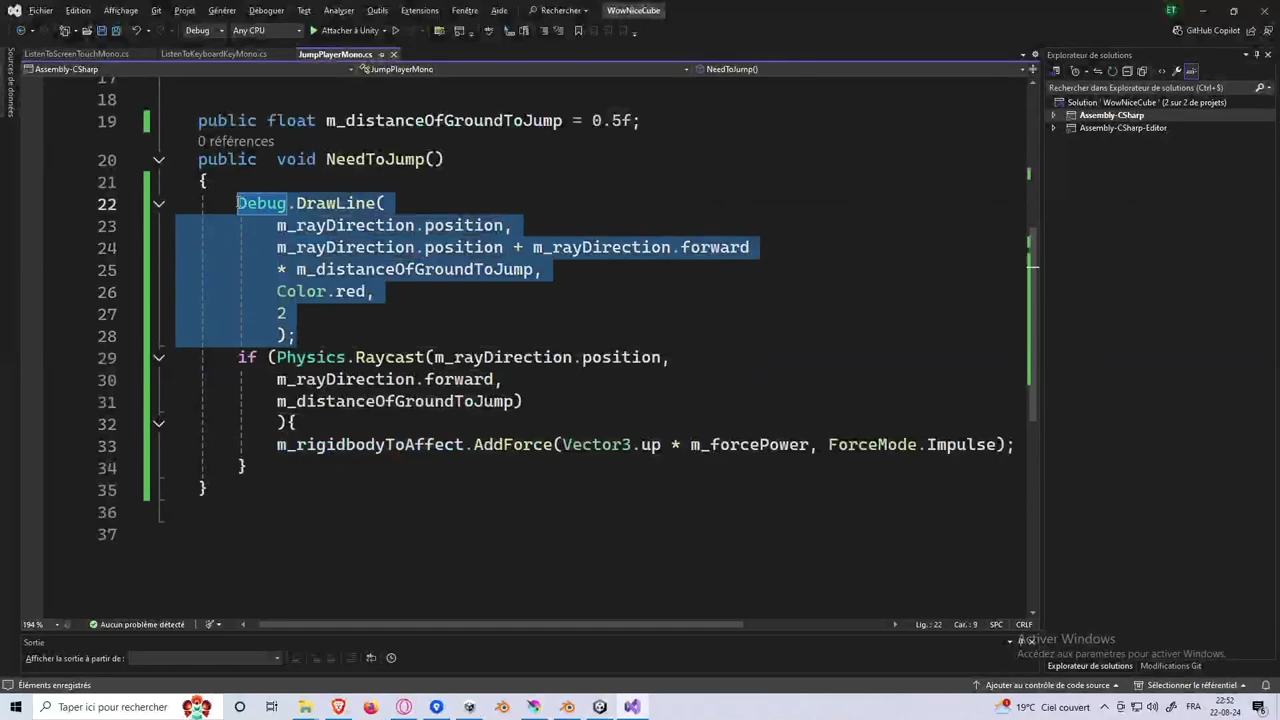 Fichier Édition Affichage Git Projet Générer Déboguer Test Analyser Outils Extensions Fenêtre Aide Rechercher WowNiceCube ET
Debug Any CPU Attacher à Unity GitHub Copilot
ListenToScreenTouchMono.cs ListenToKeyboardKeyMono.cs JumpPlayerMono.cs Explorateur de solutions
Assembly-CSharp JumpPlayerMono NeedToJump()
Sources de données
Rechercher dans Explorateur de solutions (Ctrl+$)
Solution 'WowNiceCube' (2 sur 2 de projets)
Assembly-CSharp
Assembly-CSharp-Editor
17
18
19 public float m_distanceOfGroundToJump = 0.5f;
0 références
20 public void NeedToJump()
21 {
22 Debug.DrawLine(
23 m_rayDirection.position,
24 m_rayDirection.position + m_rayDirection.forward
25 * m_distanceOfGroundToJump,
26 Color.red,
27 2
28 );
29 if (Physics.Raycast(m_rayDirection.position,
30 m_rayDirection.forward,
31 m_distanceOfGroundToJump)
32 ){
33 m_rigidbodyToAffect.AddForce(Vector3.up * m_forcePower, ForceMode.Impulse);
34 }
35 }
36
37
194 % Aucun problème détecté Lig. : 22 Car. : 9 SPC CRLF
Sortie
Afficher la sortie à partir de :
Activer Windows
Accédez aux paramètres pour activer Windows.
Explorateur de solutions Modifications Git
Éléments enregistrés Ajouter au contrôle de code source Sélectionner le référentiel
Taper ici pour rechercher 19°C Ciel couvert FRA 22:52
22-08-24